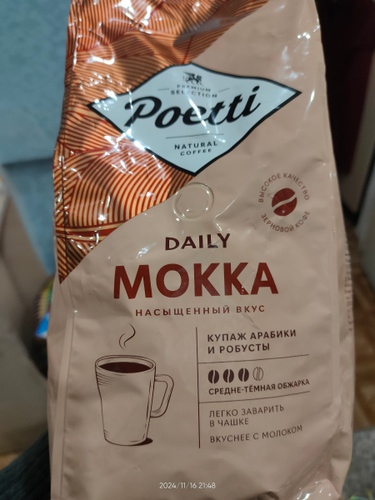 PREMIUM
SELECTION
Poetti
NATURAL
COFFEE
ВЫСОКОЕ КАЧЕСТВО
ЗЕРНОВОЙ КОФЕ
DAILY
МОККА
НАСЫЩЕННЫЙ ВКУС
КУПАЖ АРАБИКИ
И РОБУСТЫ
СРЕДНЕ-ТЁМНАЯ ОБЖАРКА
ЛЕГКО ЗАВАРИТЬ
В ЧАШКЕ
ВКУСНЕЕ С МОЛОКОМ
2024/11/16 21:48